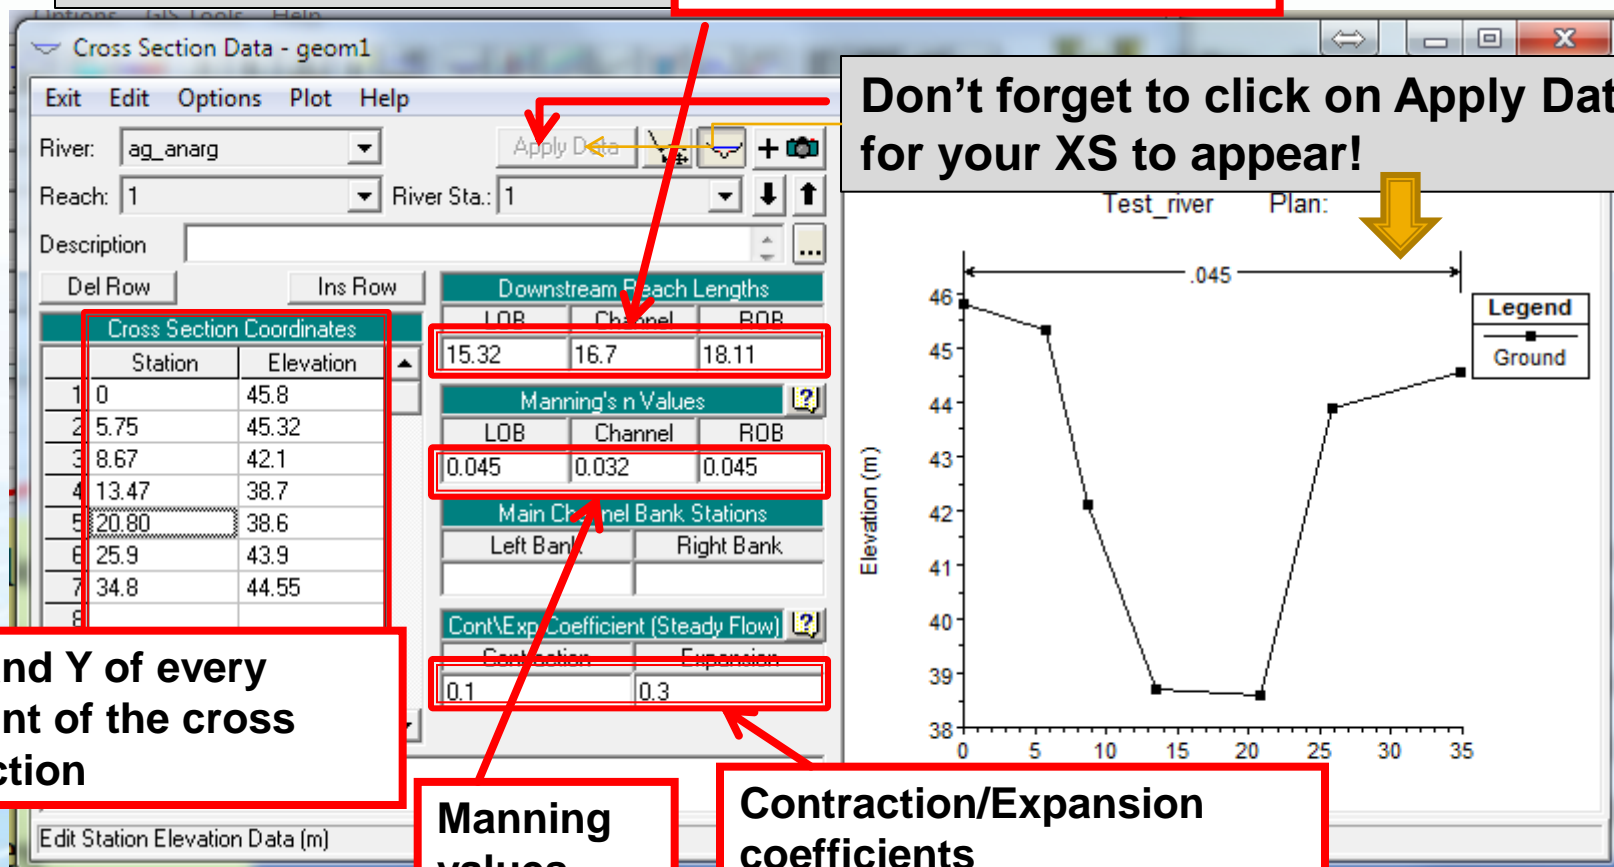 Options GIS Tools Help
Cross Section Data - geom1
Exit Edit Options Plot Help
Don't forget to click on Apply Dat
for your XS to appear!
River: ag_anarg
Apply Data
Reach: 1 River Sta.: 1
Description
...
Del Row Ins Row
Downstream Reach Lengths
LOB Channel ROB
15.32 16.7 18.11
Cross Section Coordinates
Station Elevation
1 0 45.8
2 5.75 45.32
3 8.67 42.1
4 13.47 38.7
5 20.80 38.6
6 25.9 43.9
7 34.8 44.55
8
Manning's n Values
LOB Channel ROB
0.045 0.032 0.045
Main Channel Bank Stations
Left Bank Right Bank
Cont\Exp Coefficient (Steady Flow)
Contraction Expansion
0.1 0.3
nd Y of every
nt of the cross
ction
Manning
values
Contraction/Expansion
coefficients
Edit Station Elevation Data (m)
Test_river Plan:
.045
Legend
Ground
Elevation (m)
46
45
44
43
42
41
40
39
38
0 5 10 15 20 25 30 35